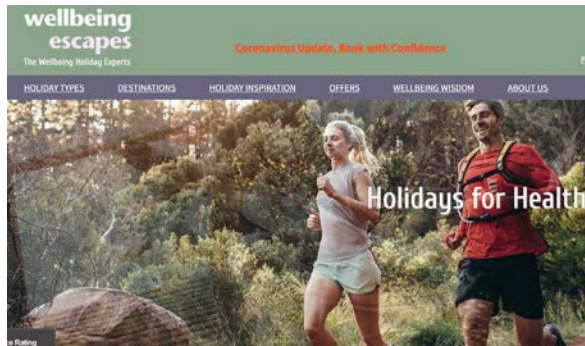 wellbeing
escapes
The Wellbeing Holiday Experts
Coronavirus Update, Book with Confidence
HOLIDAY TYPES DESTINATIONS HOLIDAY INSPIRATION OFFERS WELLBEING WISDOM ABOUT US
Holidays for Health
Rating